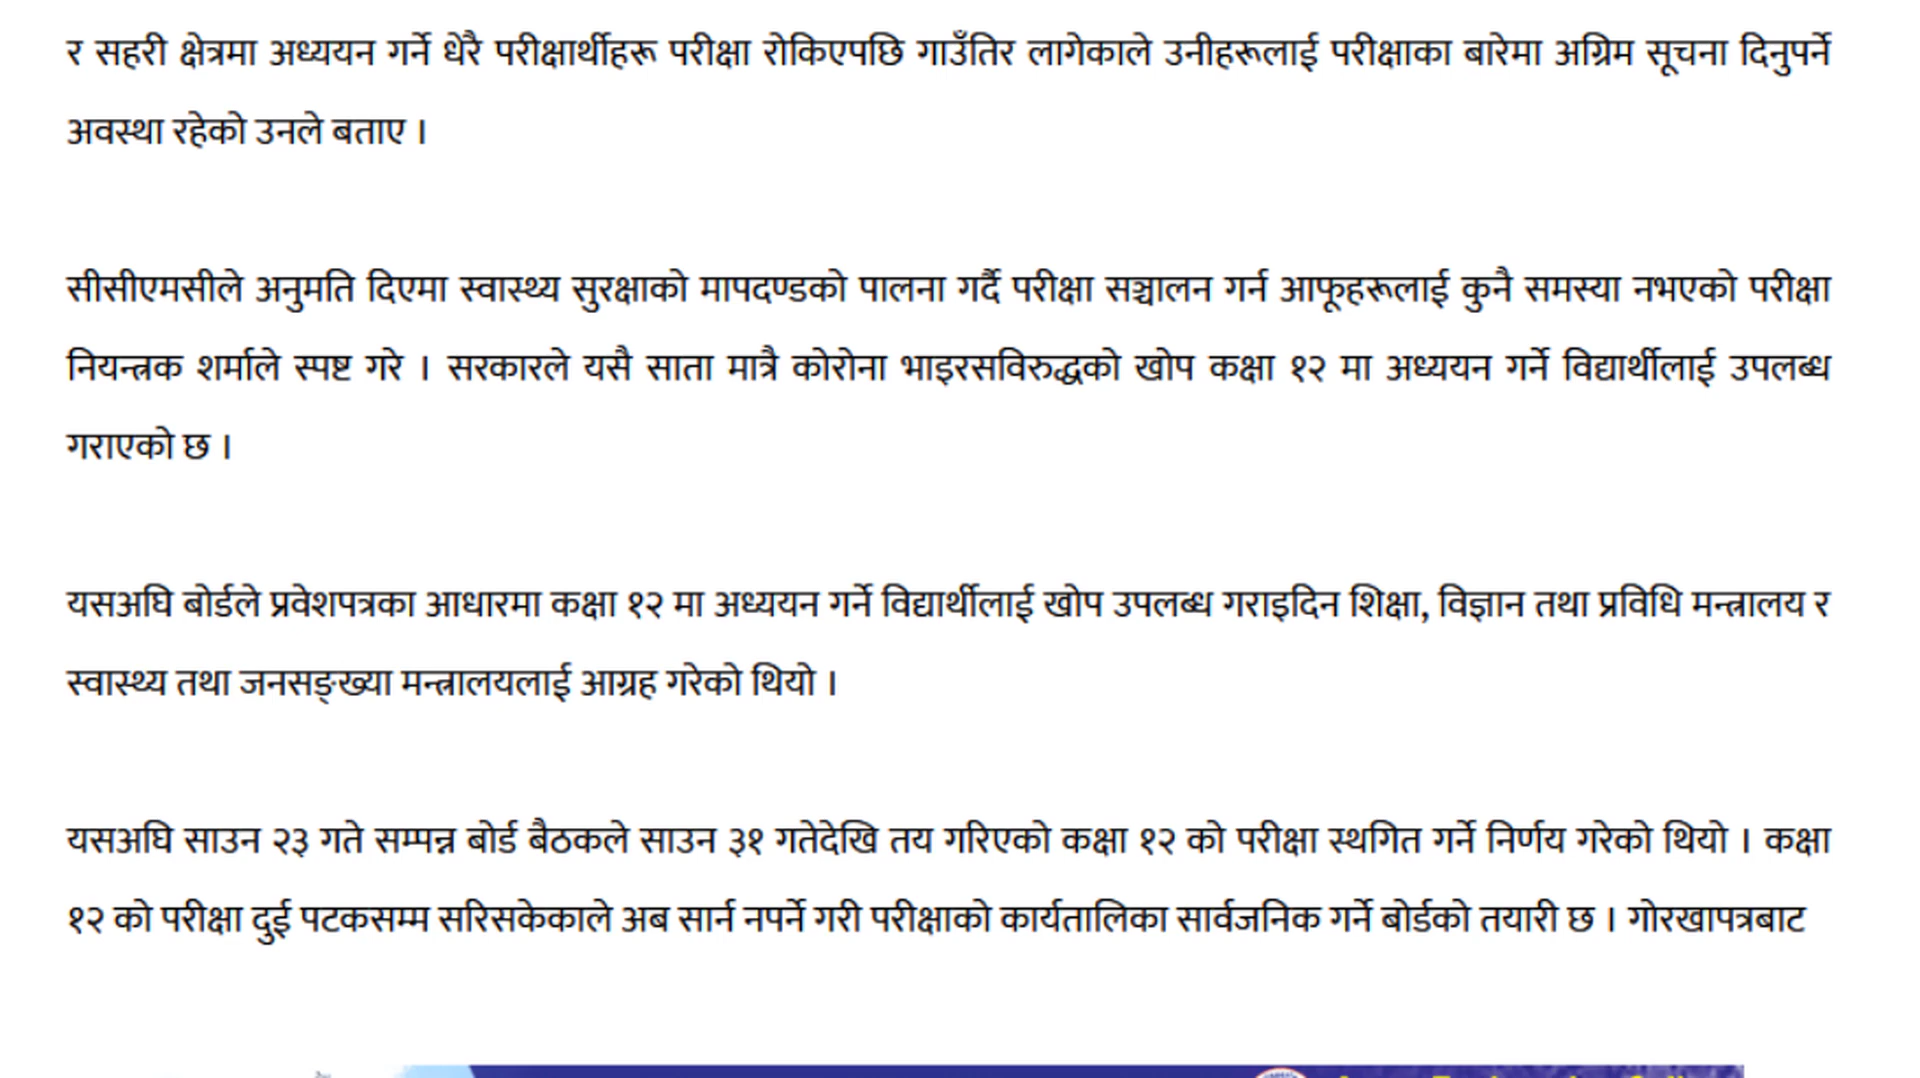 र सहरी क्षेत्रमा अध्ययन गर्ने धेरै परीक्षार्थीहरू परीक्षा रोकिएपछि गाउँतिर लागेकाले उनीहरूलाई परीक्षाका बारेमा अग्रिम सूचना दिनुपर्ने
अवस्था रहेको उनले बताए ।
सीसीएमसीले अनुमति दिएमा स्वास्थ्य सुरक्षाको मापदण्डको पालना गर्दै परीक्षा सञ्चालन गर्न आफूहरूलाई कुनै समस्या नभएको परीक्षा
नियन्त्रक शर्माले स्पष्ट गरे । सरकारले यसै साता मात्रै कोरोना भाइरसविरुद्धको खोप कक्षा १२ मा अध्ययन गर्ने विद्यार्थीलाई उपलब्ध
गराएको छ ।
यसअघि बोर्डले प्रवेशपत्रका आधारमा कक्षा १२ मा अध्ययन गर्ने विद्यार्थीलाई खोप उपलब्ध गराइदिन शिक्षा, विज्ञान तथा प्रविधि मन्त्रालय र
स्वास्थ्य तथा जनसङ्ख्या मन्त्रालयलाई आग्रह गरेको थियो ।
यसअघि साउन २३ गते सम्पन्न बोर्ड बैठकले साउन ३१ गतेदेखि तय गरिएको कक्षा १२ को परीक्षा स्थगित गर्ने निर्णय गरेको थियो । कक्षा
१२ को परीक्षा दुई पटकसम्म सरिसकेकाले अब सार्न नपर्ने गरी परीक्षाको कार्यतालिका सार्वजनिक गर्ने बोर्डको तयारी छ । गोरखापत्रबाट